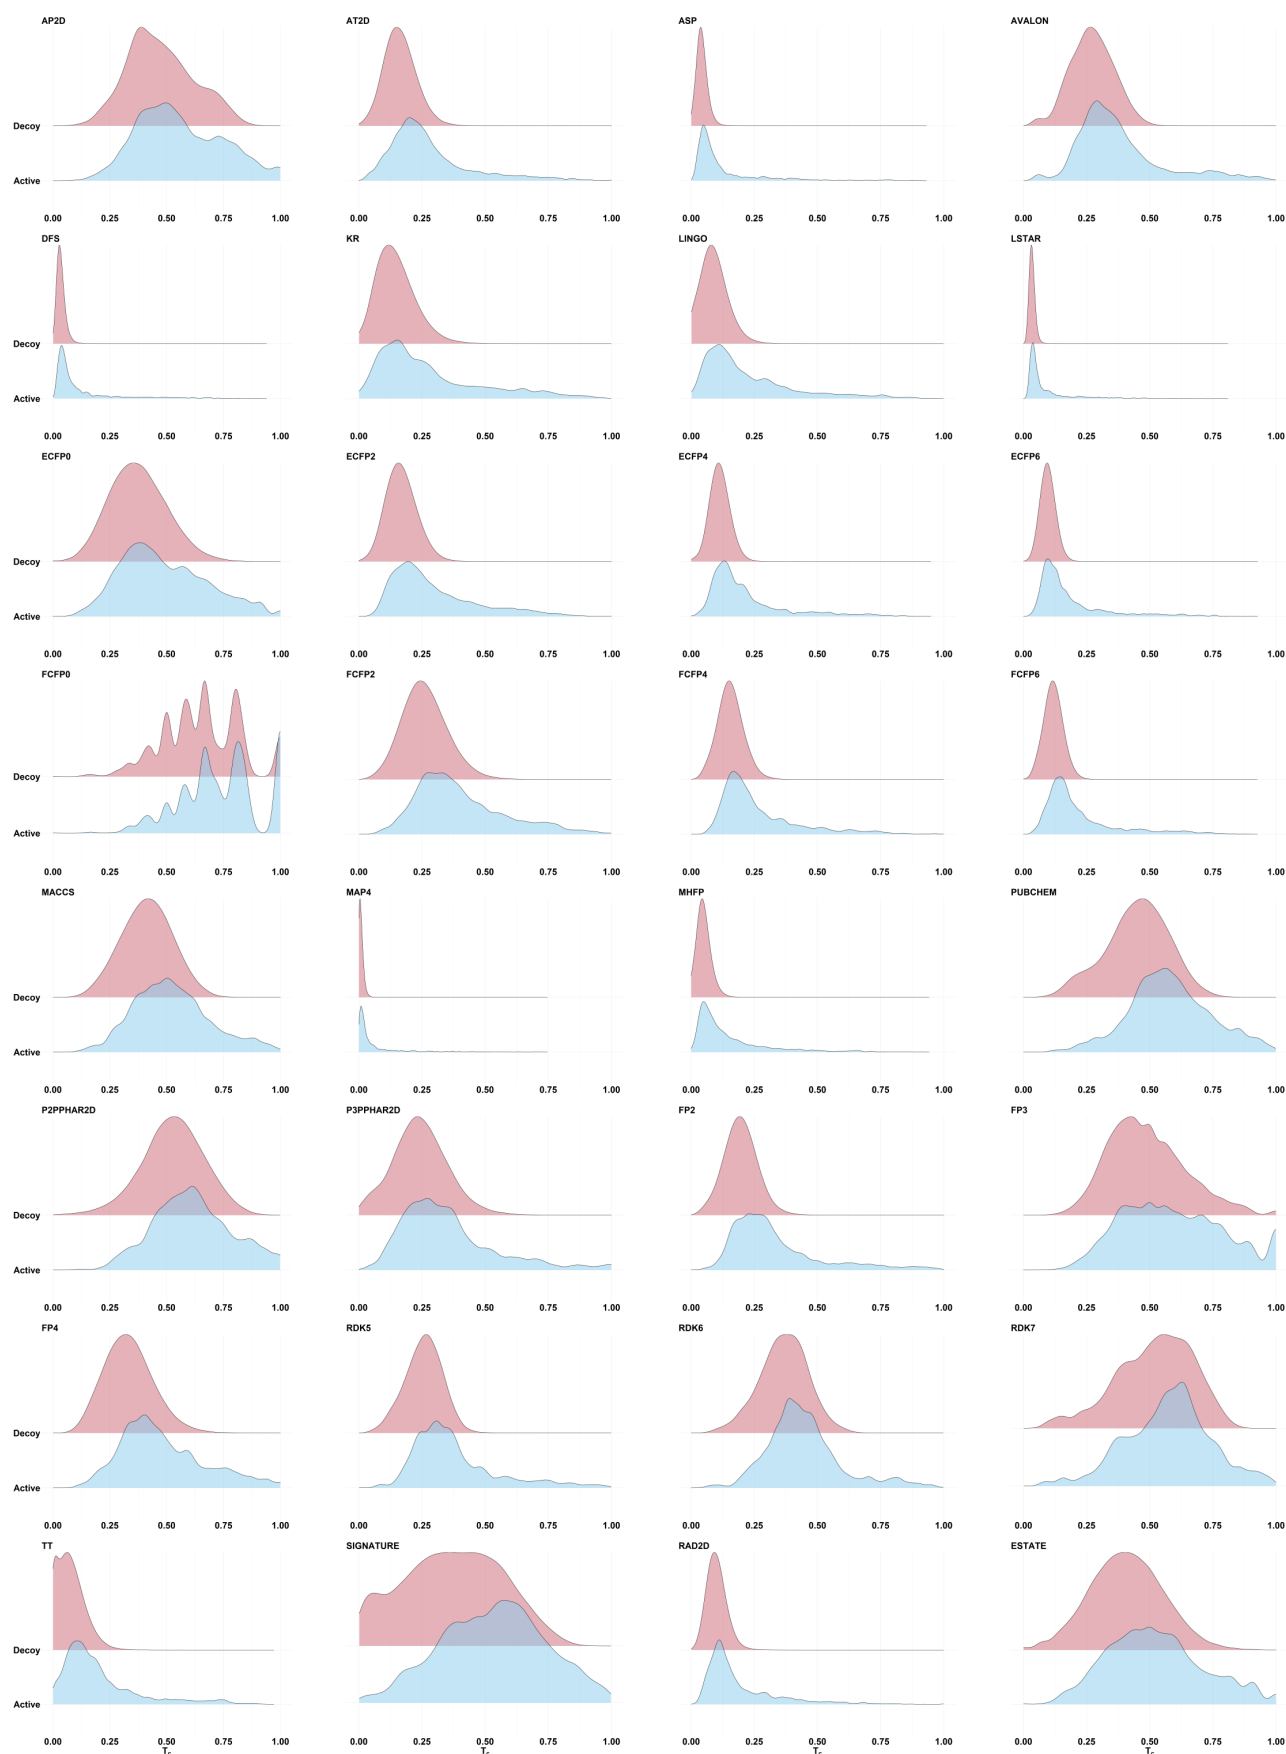 AP2D AT2D ASP AVALON
Decoy
Active
0.00 0.25 0.50 0.75 1.00 0.00 0.25 0.50 0.75 1.00 0.00 0.25 0.50 0.75 1.00 0.00 0.25 0.50 0.75 1.00
DFS KR LINGO LSTAR
Decoy
Active
0.00 0.25 0.50 0.75 1.00 0.00 0.25 0.50 0.75 1.00 0.00 0.25 0.50 0.75 1.00 0.00 0.25 0.50 0.75 1.00
ECFP0 ECFP2 ECFP4 ECFP6
Decoy
Active
0.00 0.25 0.50 0.75 1.00 0.00 0.25 0.50 0.75 1.00 0.00 0.25 0.50 0.75 1.00 0.00 0.25 0.50 0.75 1.00
FCFP0 FCFP2 FCFP4 FCFP6
Decoy
Active
0.00 0.25 0.50 0.75 1.00 0.00 0.25 0.50 0.75 1.00 0.00 0.25 0.50 0.75 1.00 0.00 0.25 0.50 0.75 1.00
MACCS MAP4 MHFP PUBCHEM
Decoy
Active
0.00 0.25 0.50 0.75 1.00 0.00 0.25 0.50 0.75 1.00 0.00 0.25 0.50 0.75 1.00 0.00 0.25 0.50 0.75 1.00
P2PPHAR2D P3PPHAR2D FP2 FP3
Decoy
Active
0.00 0.25 0.50 0.75 1.00 0.00 0.25 0.50 0.75 1.00 0.00 0.25 0.50 0.75 1.00 0.00 0.25 0.50 0.75 1.00
FP4 RDK5 RDK6 RDK7
Decoy
Active
0.00 0.25 0.50 0.75 1.00 0.00 0.25 0.50 0.75 1.00 0.00 0.25 0.50 0.75 1.00 0.00 0.25 0.50 0.75 1.00
TT SIGNATURE RAD2D ESTATE
Decoy
Active
0.00 0.25 0.50 0.75 1.00 0.00 0.25 0.50 0.75 1.00 0.00 0.25 0.50 0.75 1.00 0.00 0.25 0.50 0.75 1.00